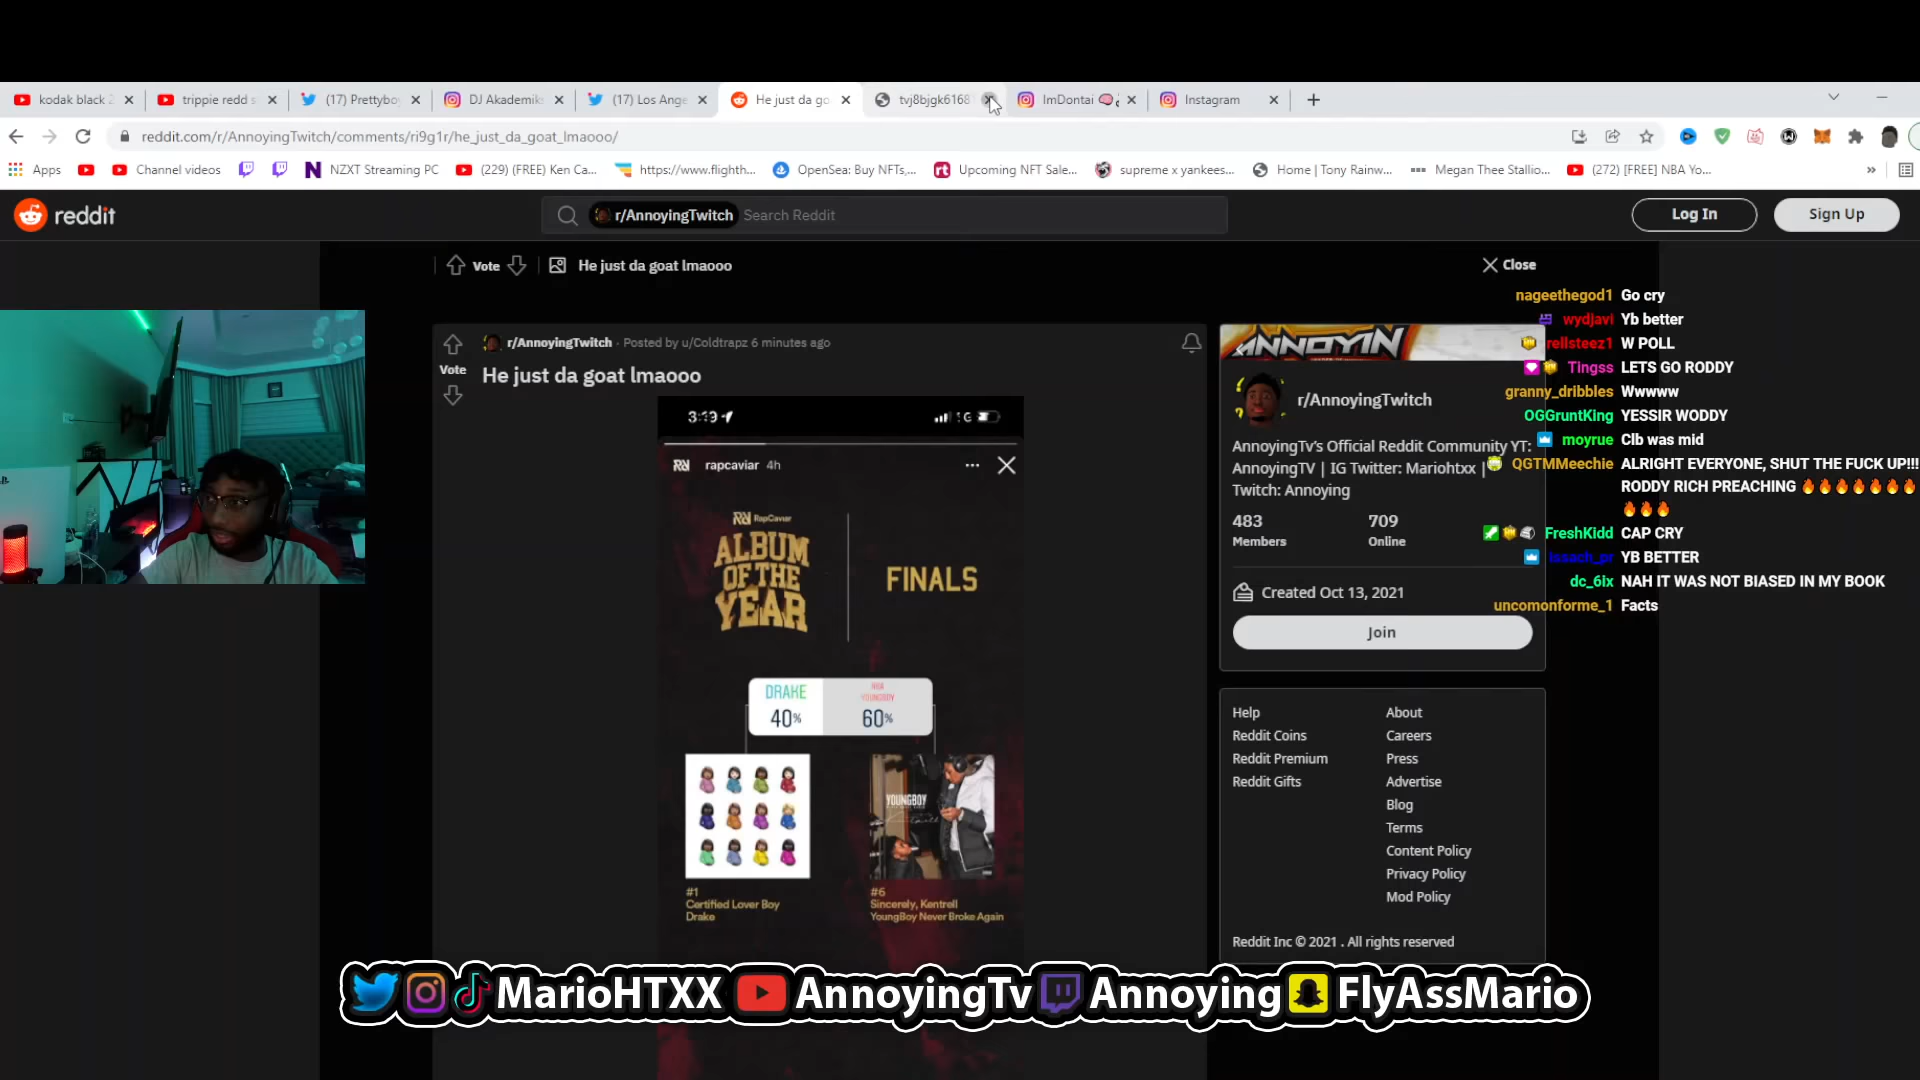 kodak black 2
trippie redd s
(17) Prettybo
DJ Akademik
(17) Los Ange
He just da go
tvj8bjgk6168
ImDontai
Instagram
reddit.com/r/AnnoyingTwitch/comments/ri9g1r/he_just_da_goat_lmaooo/
Apps
Channel videos
NZXT Streaming PC
(229) (FREE) Ken Ca...
https://www.flighth...
OpenSea: Buy NFTs,...
Upcoming NFT Sale...
supreme x yankees...
Home | Tony Rainw...
Megan Thee Stallio...
(272) [FREE] NBA Yo...
reddit
r/AnnoyingTwitch Search Reddit
Log In
Sign Up
Vote
He just da goat lmaooo
Close
r/AnnoyingTwitch · Posted by u/Coldtrapz 6 minutes ago
Vote
He just da goat lmaooo
3:19
rapcaviar 4h
RapCaviar
ALBUM
OF THE
YEAR
FINALS
DRAKE
40%
NBA
YOUNGBOY
60%
YOUNGBOY
#1
Certified Lover Boy
Drake
#6
Sincerely, Kentrell
YoungBoy Never Broke Again
ANNOYIN
r/AnnoyingTwitch
AnnoyingTv's Official Reddit Community YT:
AnnoyingTV | IG Twitter: Mariohtxx |
Twitch: Annoying
483
Members
709
Online
Created Oct 13, 2021
Join
Help
Reddit Coins
Reddit Premium
Reddit Gifts
About
Careers
Press
Advertise
Blog
Terms
Content Policy
Privacy Policy
Mod Policy
Reddit Inc © 2021 . All rights reserved
nageethegod1 Go cry
wydjavi Yb better
rellsteez1 W POLL
Tingss LETS GO RODDY
granny_dribbles Wwwww
OGGruntKing YESSIR WODDY
moyrue Clb was mid
QGTMMeechie ALRIGHT EVERYONE, SHUT THE FUCK UP!!!
RODDY RICH PREACHING 🔥🔥🔥🔥🔥🔥🔥
🔥🔥🔥
FreshKidd CAP CRY
issach_pr YB BETTER
dc_6ix NAH IT WAS NOT BIASED IN MY BOOK
uncomonforme_1 Facts
MarioHTXX AnnoyingTv Annoying FlyAssMario